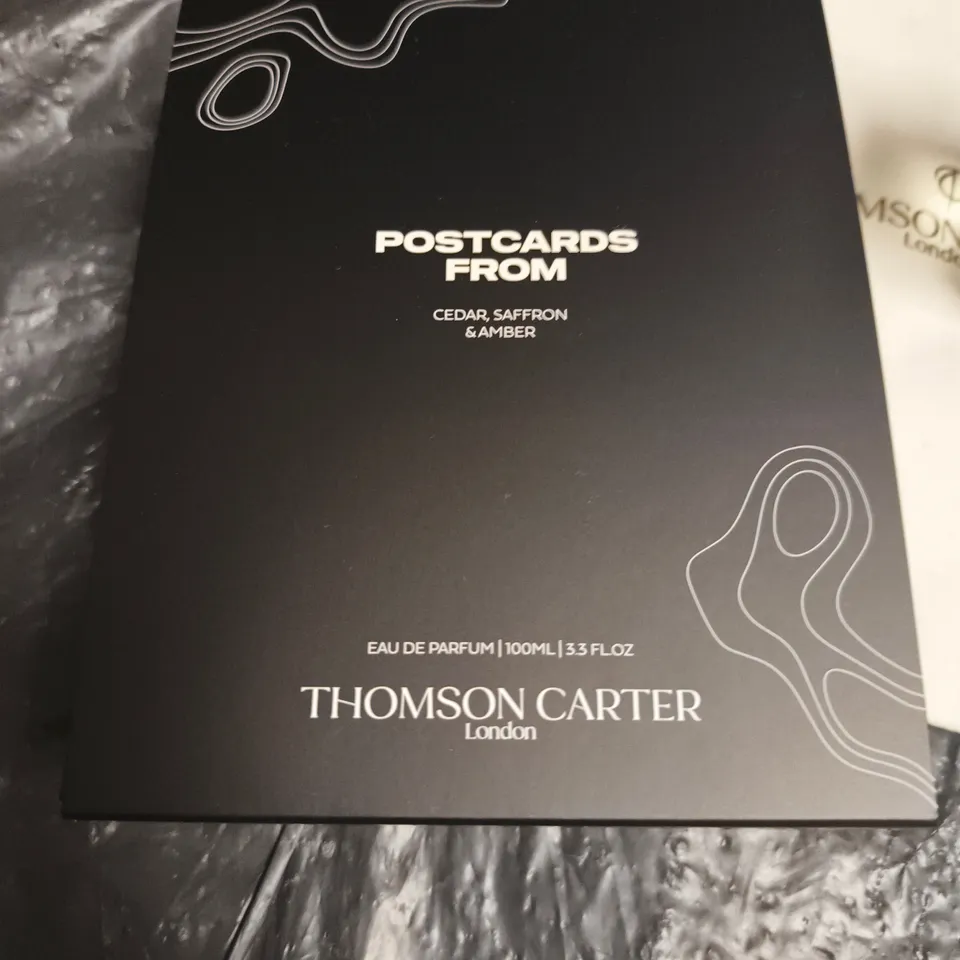 POSTCARDS
FROM
CEDAR, SAFFRON
& AMBER
EAU DE PARFUM | 100ML | 3.3 FL.OZ
THOMSON CARTER
London